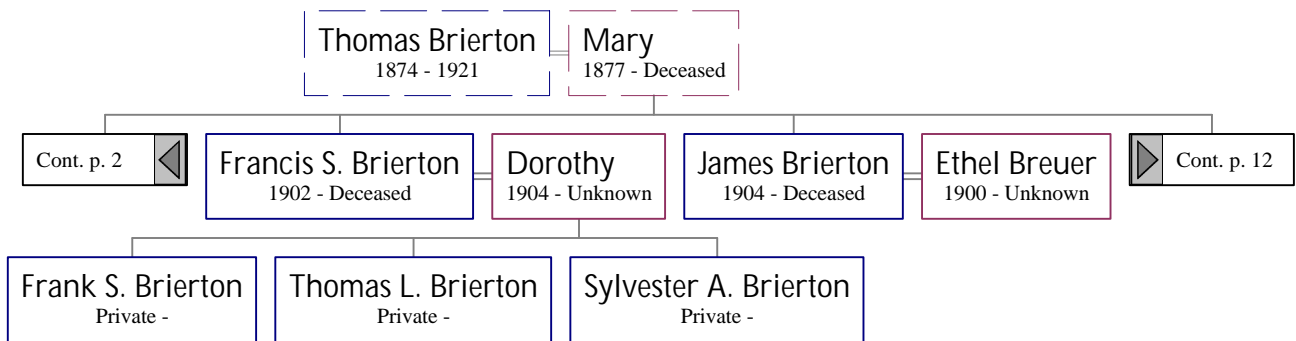 Thomas Brierton
1874 - 1921
Mary
1877 - Deceased
Cont. p. 2
Francis S. Brierton
1902 - Deceased
Dorothy
1904 - Unknown
James Brierton
1904 - Deceased
Ethel Breuer
1900 - Unknown
Cont. p. 12
Frank S. Brierton
Private -
Thomas L. Brierton
Private -
Sylvester A. Brierton
Private -